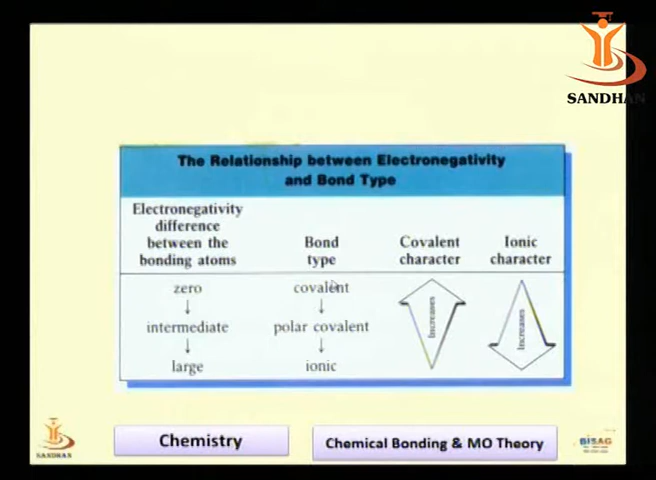 SANDHAN
The Relationship between Electronegativity
and Bond Type
Electronegativity
difference
between the
bonding atoms
Bond
type
Covalent
character
Ionic
character
zero
covalent
↓
↓
Increases
Increases
intermediate
polar covalent
↓
↓
large
ionic
SANDHAN
Chemistry
Chemical Bonding & MO Theory
BISAG